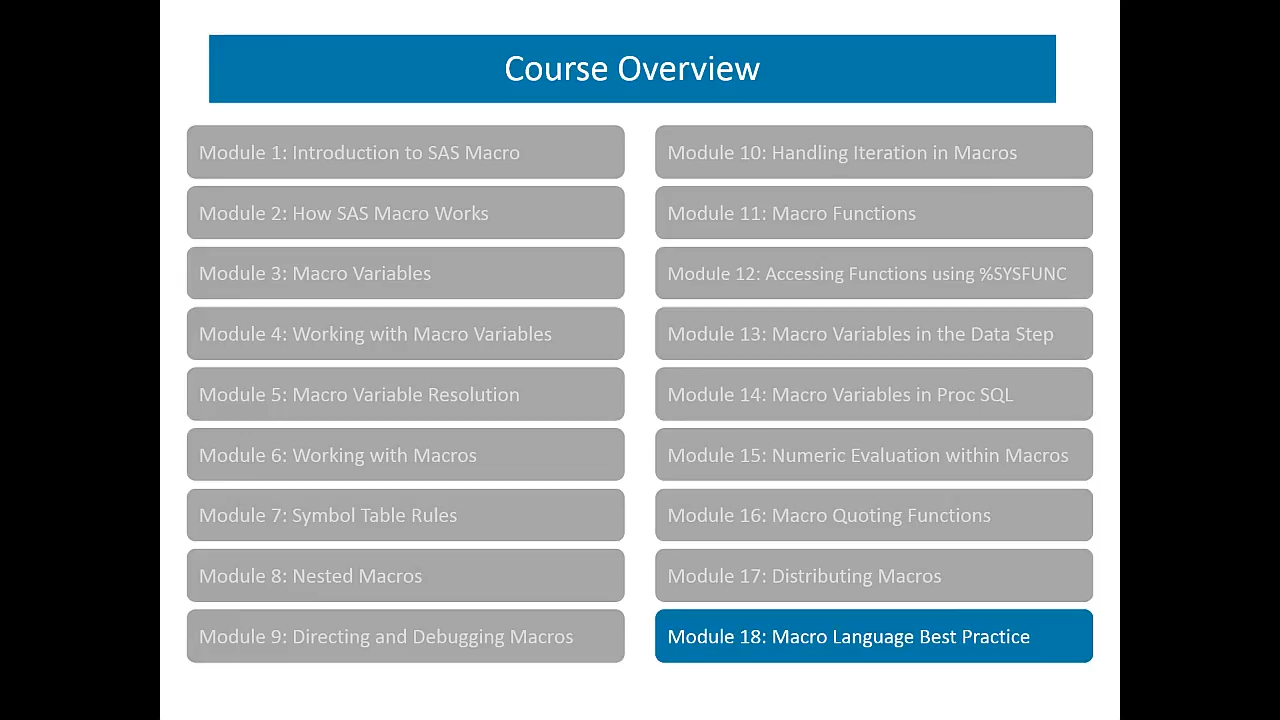 Course Overview
Module 1: Introduction to SAS Macro
Module 2: How SAS Macro Works
Module 3: Macro Variables
Module 4: Working with Macro Variables
Module 5: Macro Variable Resolution
Module 6: Working with Macros
Module 7: Symbol Table Rules
Module 8: Nested Macros
Module 9: Directing and Debugging Macros
Module 10: Handling Iteration in Macros
Module 11: Macro Functions
Module 12: Accessing Functions using %SYSFUNC
Module 13: Macro Variables in the Data Step
Module 14: Macro Variables in Proc SQL
Module 15: Numeric Evaluation within Macros
Module 16: Macro Quoting Functions
Module 17: Distributing Macros
Module 18: Macro Language Best Practice